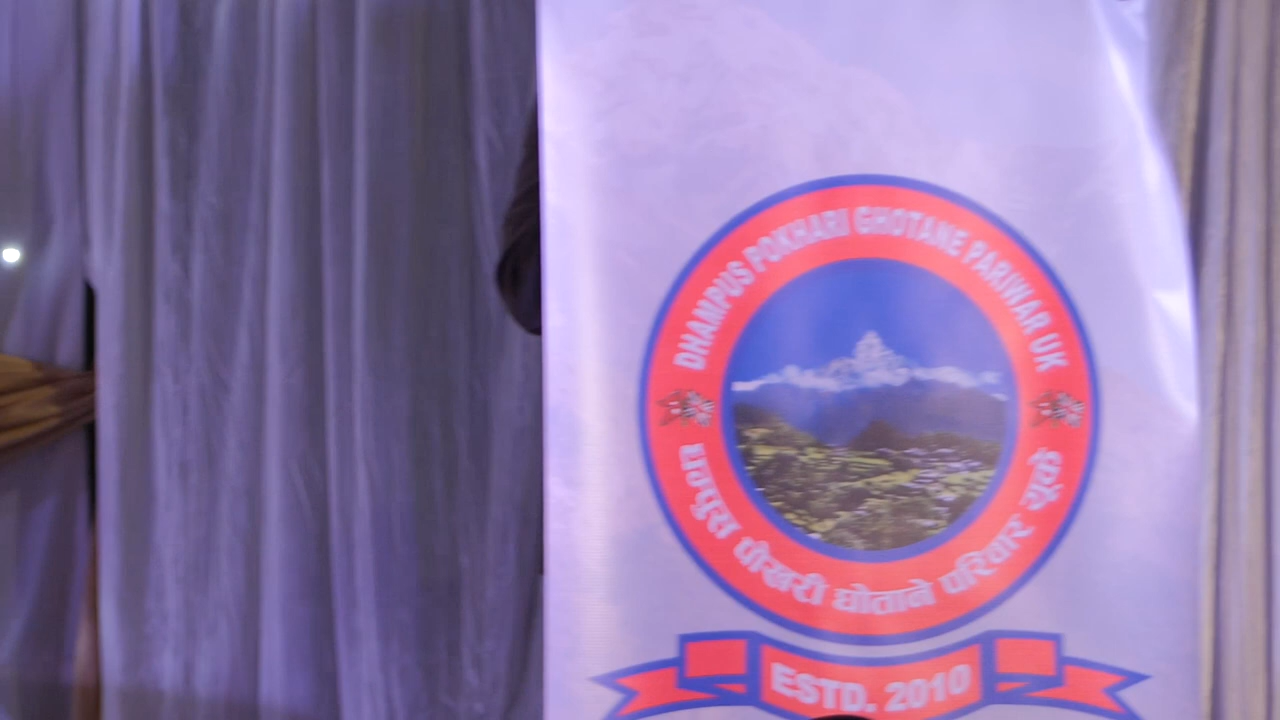 DHAMPUS POKHARI GHOTANE PARIWAR UK
धम्पुस पोखरी घोताने परिवार यूके
ESTD. 2010